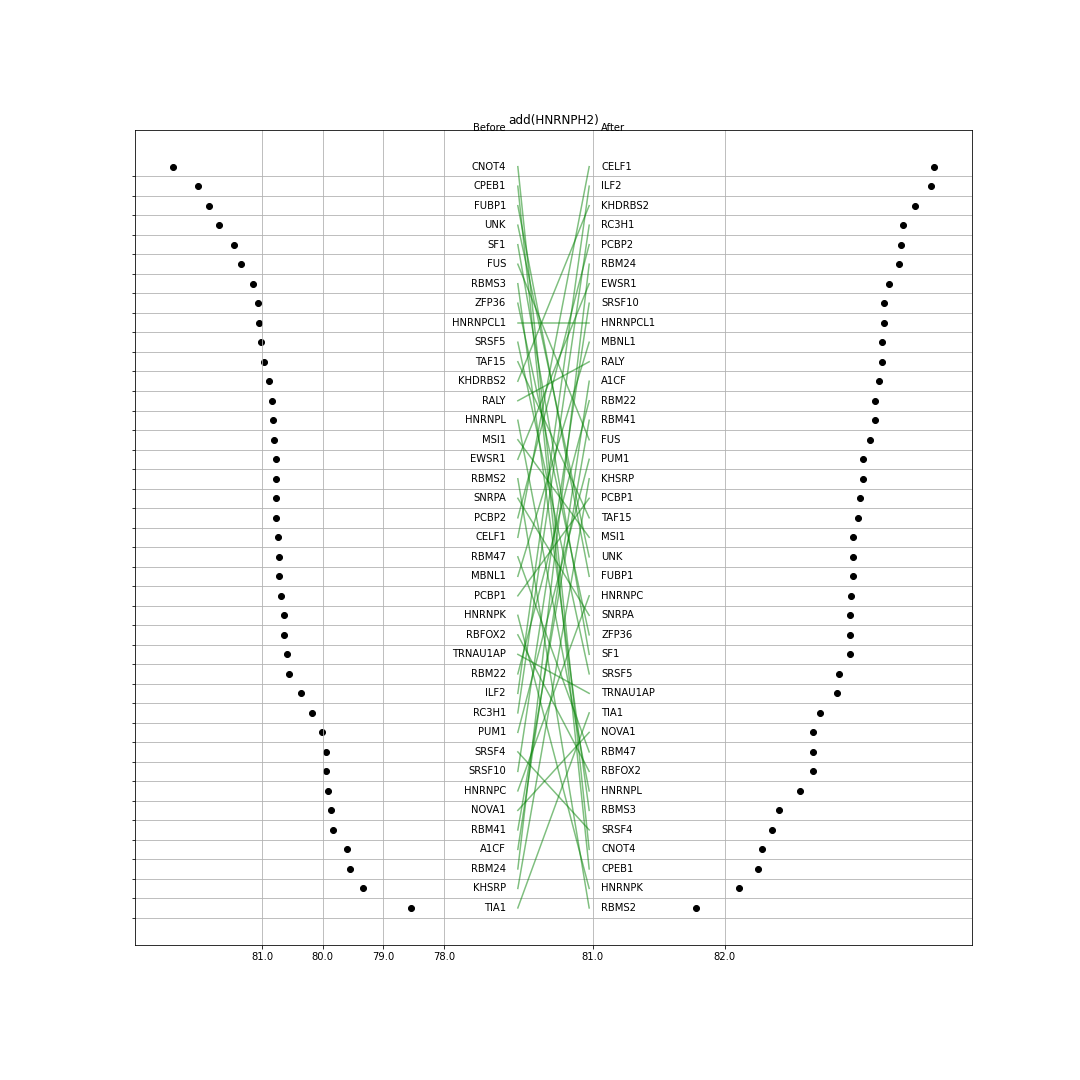 add(HNRNPH2)
Before After
CNOT4 CELF1
CPEB1 ILF2
FUBP1 KHDRBS2
UNK RC3H1
SF1 PCBP2
FUS RBM24
RBMS3 EWSR1
ZFP36 SRSF10
HNRNPCL1 HNRNPCL1
SRSF5 MBNL1
TAF15 RALY
KHDRBS2 A1CF
RALY RBM22
HNRNPL RBM41
MSI1 FUS
EWSR1 PUM1
RBMS2 KHSRP
SNRPA PCBP1
PCBP2 TAF15
CELF1 MSI1
RBM47 UNK
MBNL1 FUBP1
PCBP1 HNRNPC
HNRNPK SNRPA
RBFOX2 ZFP36
TRNAU1AP SF1
RBM22 SRSF5
ILF2 TRNAU1AP
RC3H1 TIA1
PUM1 NOVA1
SRSF4 RBM47
SRSF10 RBFOX2
HNRNPC HNRNPL
NOVA1 RBMS3
RBM41 SRSF4
A1CF CNOT4
RBM24 CPEB1
KHSRP HNRNPK
TIA1 RBMS2
81.0 80.0 79.0 78.0 81.0 82.0